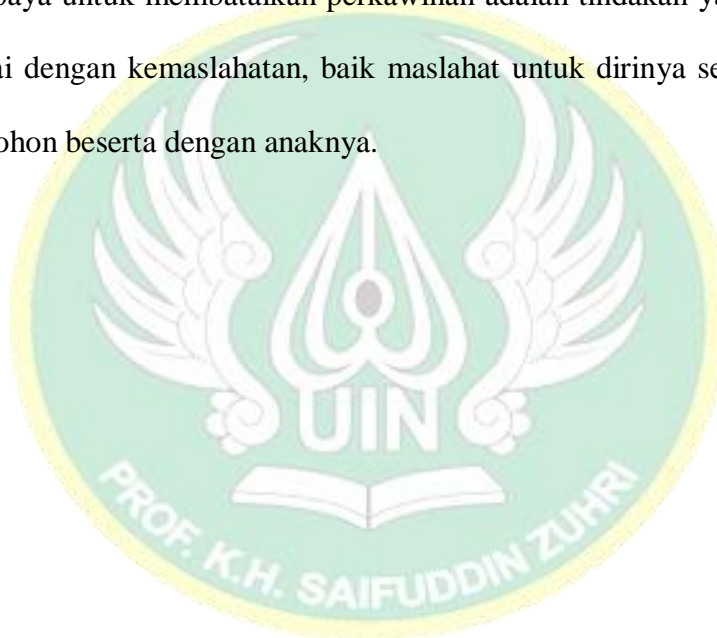 untuk membatalkan perkawinan adalah tindakan
dengan kemaslahatan, baik maslahat untuk dirinya
beserta dengan anaknya.
UIN
PROF. K.H. SAIFUDDIN ZUHRI